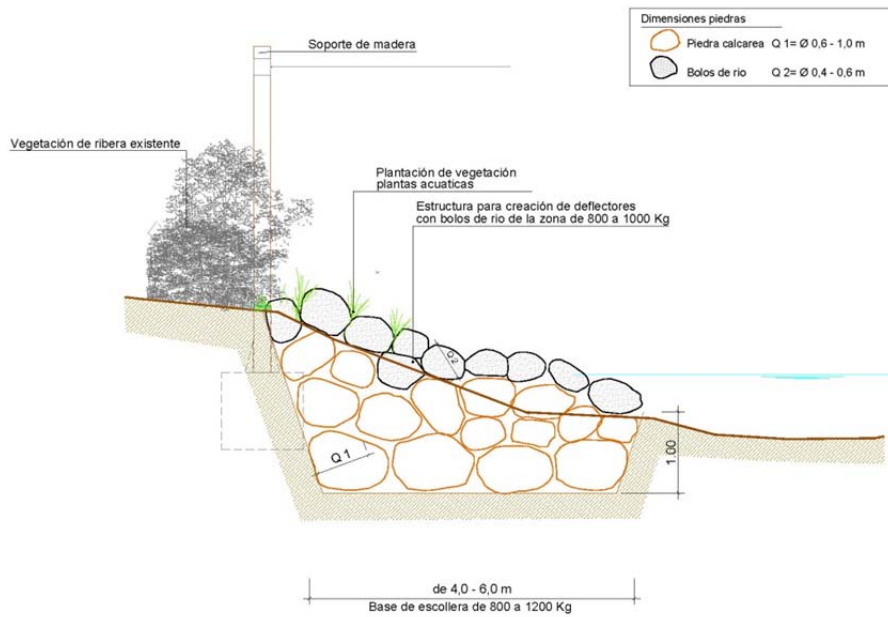 Dimensiones piedras
Piedra calcarea Q 1= Ø 0,6 - 1,0 m
Bolos de rio Q 2= Ø 0,4 - 0,6 m
Soporte de madera
Vegetación de ribera existente
Plantación de vegetación
plantas acuaticas
Estructura para creación de deflectores
con bolos de rio de la zona de 800 a 1000 Kg
Q2
Q 1
1.00
de 4,0 - 6,0 m
Base de escollera de 800 a 1200 Kg